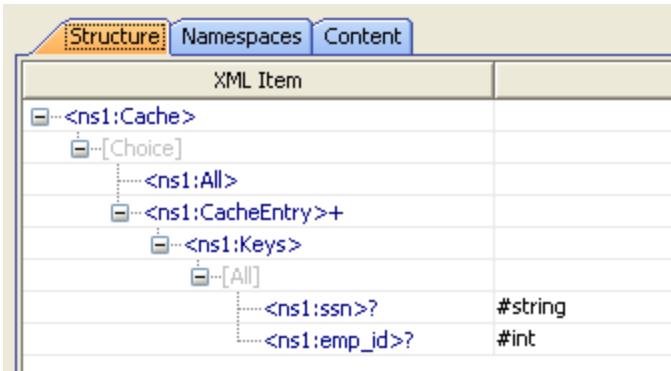 Structure Namespaces Content
XML Item
<ns1:Cache>
[Choice]
<ns1:All>
<ns1:CacheEntry>+
<ns1:Keys>
[All]
<ns1:ssn>? #string
<ns1:emp_id>? #int